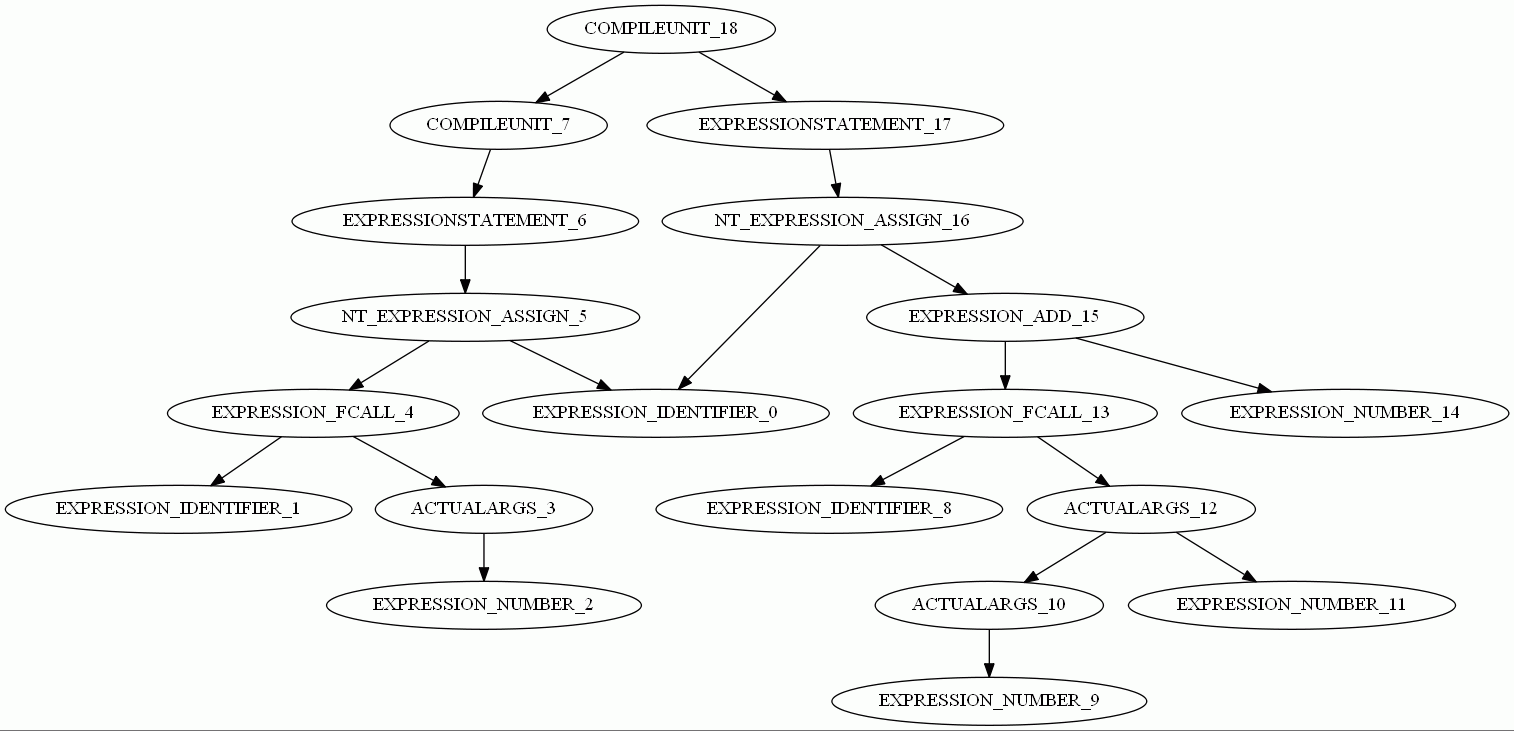 COMPILEUNIT_18
COMPILEUNIT_7
EXPRESSIONSTATEMENT_17
EXPRESSIONSTATEMENT_6
NT_EXPRESSION_ASSIGN_16
NT_EXPRESSION_ASSIGN_5
EXPRESSION_ADD_15
EXPRESSION_FCALL_4
EXPRESSION_IDENTIFIER_0
EXPRESSION_FCALL_13
EXPRESSION_NUMBER_14
EXPRESSION_IDENTIFIER_1
ACTUALARGS_3
EXPRESSION_IDENTIFIER_8
ACTUALARGS_12
EXPRESSION_NUMBER_2
ACTUALARGS_10
EXPRESSION_NUMBER_11
EXPRESSION_NUMBER_9